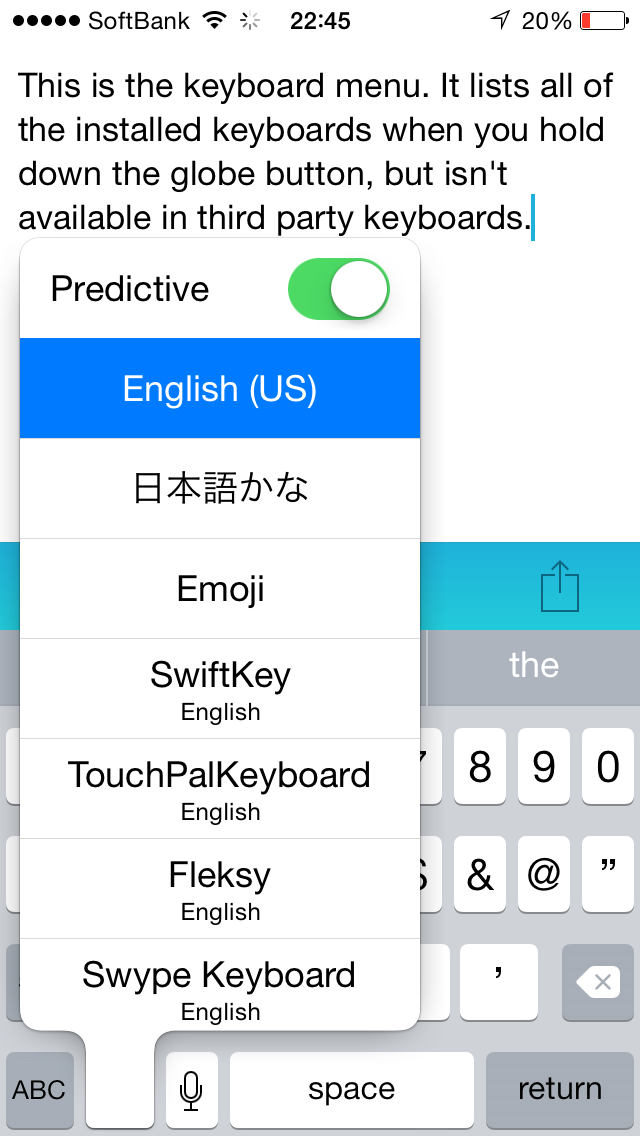 SoftBank 22:45 20%
This is the keyboard menu. It lists all of
the installed keyboards when you hold
down the globe button, but isn't
available in third party keyboards.
Predictive
English (US)
日本語かな
Emoji
SwiftKey
English
the
TouchPalKeyboard
English
8 9 0
Fleksy
English
& @ ”
Swype Keyboard
English
’
ABC space return